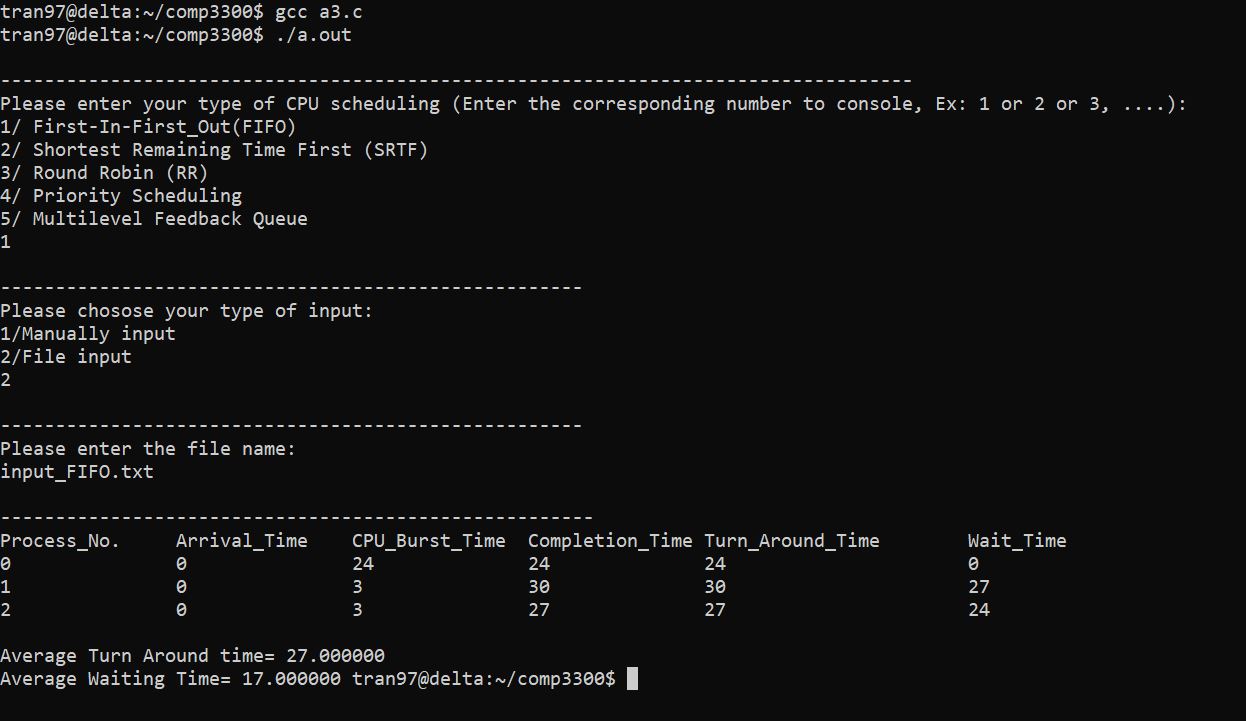 tran97@delta:~/comp3300$ gcc a3.c
tran97@delta:~/comp3300$ ./a.out
-----------------------------------------------------------------------------------
Please enter your type of CPU scheduling (Enter the corresponding number to console, Ex: 1 or 2 or 3, ....):
1/ First-In-First_Out(FIFO)
2/ Shortest Remaining Time First (SRTF)
3/ Round Robin (RR)
4/ Priority Scheduling
5/ Multilevel Feedback Queue
1
-----------------------------------------------------
Please chosose your type of input:
1/Manually input
2/File input
2
-----------------------------------------------------
Please enter the file name:
input_FIFO.txt
------------------------------------------------------
Process_No. Arrival_Time CPU_Burst_Time Completion_Time Turn_Around_Time Wait_Time
0 0 24 24 24 0
1 0 3 30 30 27
2 0 3 27 27 24
Average Turn Around time= 27.000000
Average Waiting Time= 17.000000 tran97@delta:~/comp3300$